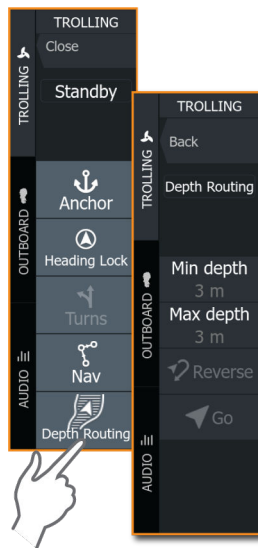 TROLLING
Close
Standby
Anchor
Heading Lock
Turns
Nav
Depth Routing
TROLLING
OUTBOARD
AUDIO
TROLLING
Back
Depth Routing
Min depth
3 m
Max depth
3 m
Reverse
Go
TROLLING
OUTBOARD
AUDIO